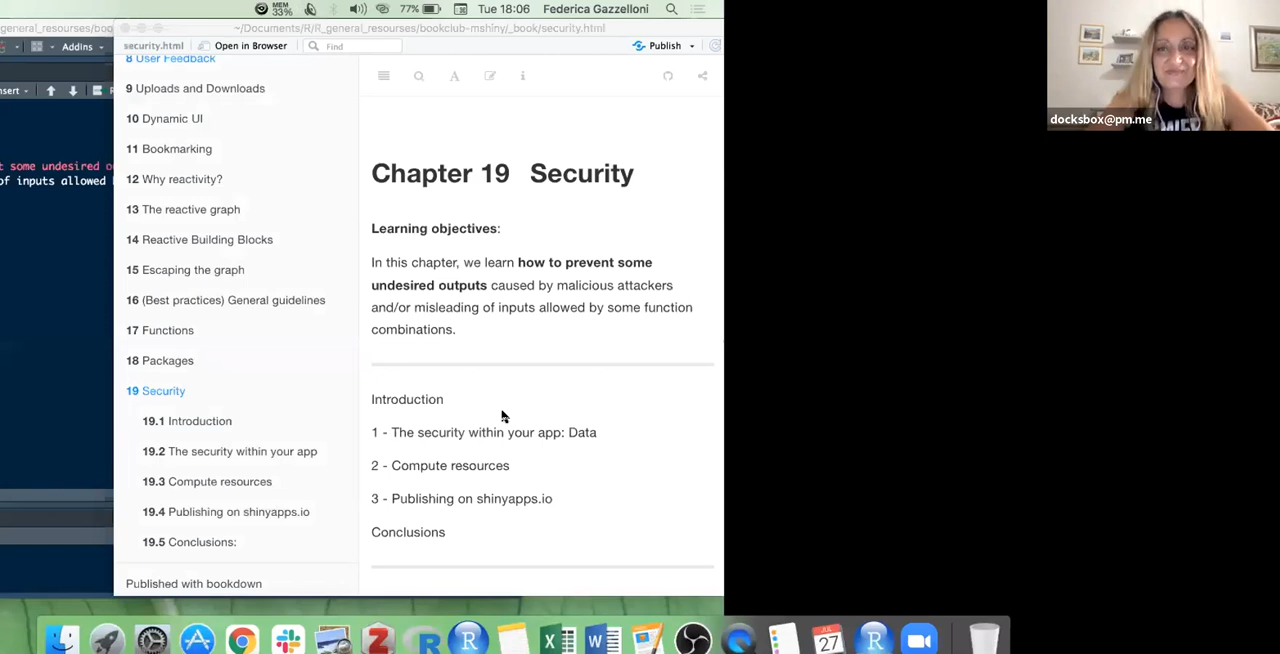 MEM
33%
77%
Tue 18:06
Federica Gazzelloni
general_resourses/boo
~/Documents/R/R_general_resourses/bookclub-mshiny/_book/security.html
Addins
security.html
Open in Browser
Find
Publish
nsert
t some undesired o
of inputs allowed
8 User Feedback
9 Uploads and Downloads
10 Dynamic UI
11 Bookmarking
12 Why reactivity?
13 The reactive graph
14 Reactive Building Blocks
15 Escaping the graph
16 (Best practices) General guidelines
17 Functions
18 Packages
19 Security
19.1 Introduction
19.2 The security within your app
19.3 Compute resources
19.4 Publishing on shinyapps.io
19.5 Conclusions:
Published with bookdown
Chapter 19 Security
Learning objectives:
In this chapter, we learn how to prevent some
undesired outputs caused by malicious attackers
and/or misleading of inputs allowed by some function
combinations.
Introduction
1 - The security within your app: Data
2 - Compute resources
3 - Publishing on shinyapps.io
Conclusions
docksbox@pm.me
JUL
27